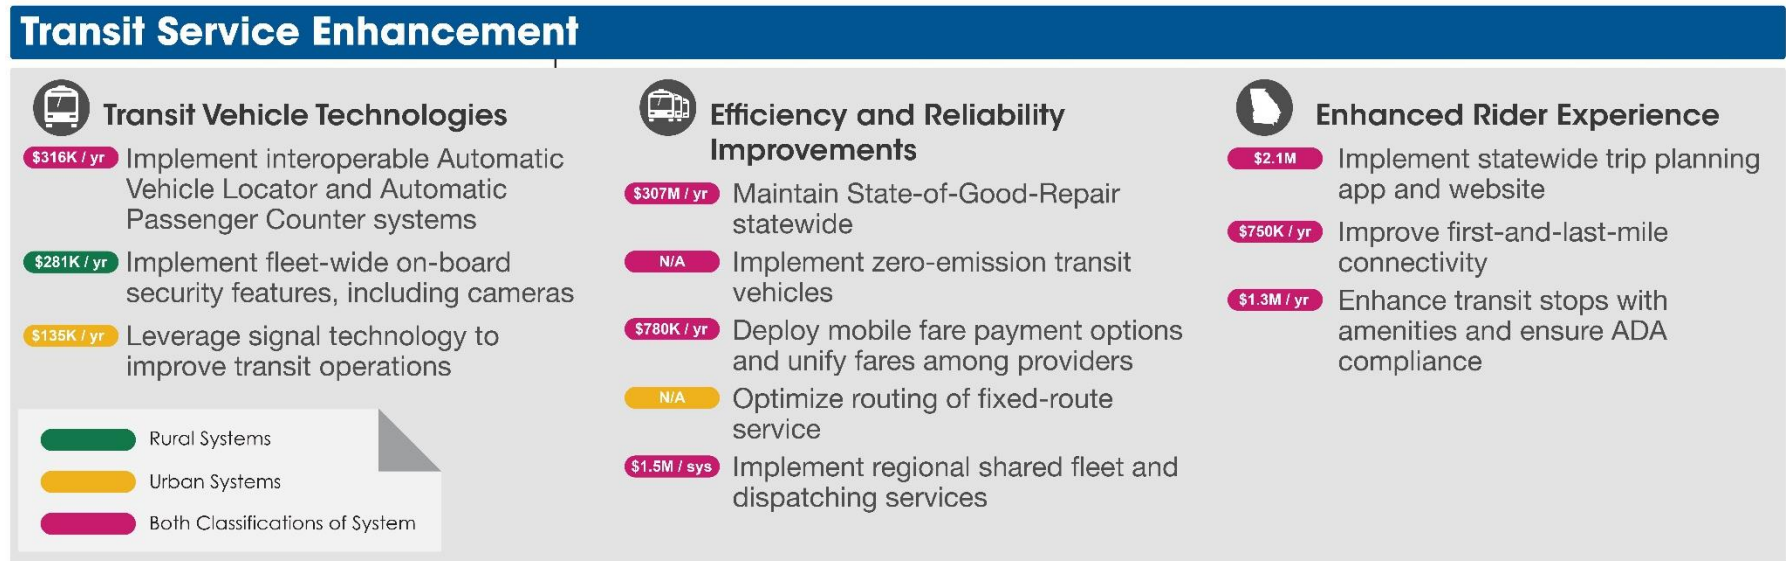 Transit Service Enhancement
Transit Vehicle Technologies
$316K / yr Implement interoperable Automatic
Vehicle Locator and Automatic
Passenger Counter systems
$281K / yr Implement fleet-wide on-board
security features, including cameras
$135K / yr Leverage signal technology to
improve transit operations
Rural Systems
Urban Systems
Both Classifications of System
Efficiency and Reliability
Improvements
$307M / yr Maintain State-of-Good-Repair
statewide
N/A Implement zero-emission transit
vehicles
$780K / yr Deploy mobile fare payment options
and unify fares among providers
N/A Optimize routing of fixed-route
service
$1.5M / sys Implement regional shared fleet and
dispatching services
Enhanced Rider Experience
$2.1M Implement statewide trip planning
app and website
$750K / yr Improve first-and-last-mile
connectivity
$1.3M / yr Enhance transit stops with
amenities and ensure ADA
compliance